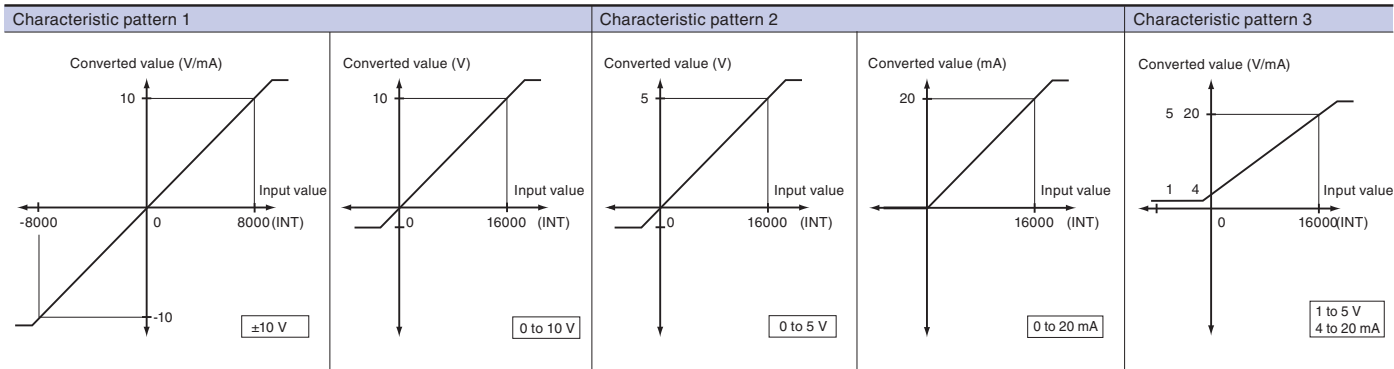 Characteristic pattern 1
Characteristic pattern 2
Characteristic pattern 3
Converted value (V/mA)
10
Input value
-8000
0
8000 (INT)
-10
±10 V
Converted value (V)
10
Input value
0
16000 (INT)
0 to 10 V
Converted value (V)
5
Input value
0
16000 (INT)
0 to 5 V
Converted value (mA)
20
Input value
0
16000 (INT)
0 to 20 mA
Converted value (V/mA)
5 20
1 4
Input value
0
16000 (INT)
1 to 5 V
4 to 20 mA